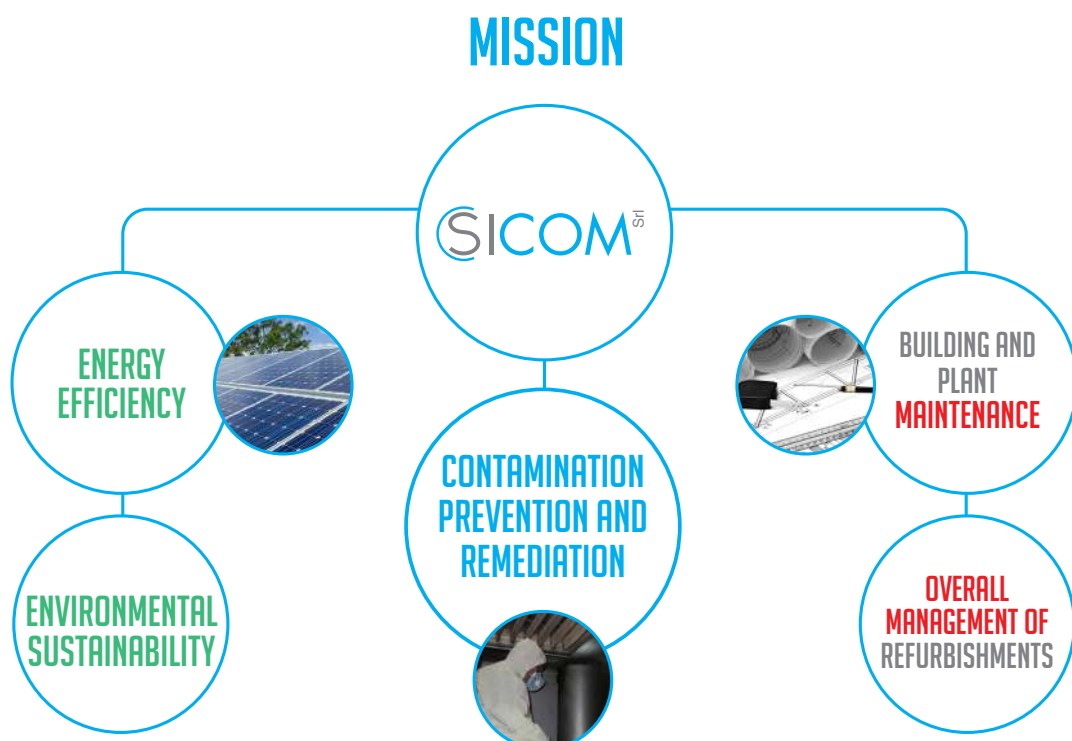 MISSION
SICOM Srl
ENERGY
EFFICIENCY
BUILDING AND
PLANT
MAINTENANCE
CONTAMINATION
PREVENTION AND
REMEDIATION
ENVIRONMENTAL
SUSTAINABILITY
OVERALL
MANAGEMENT OF
REFURBISHMENTS